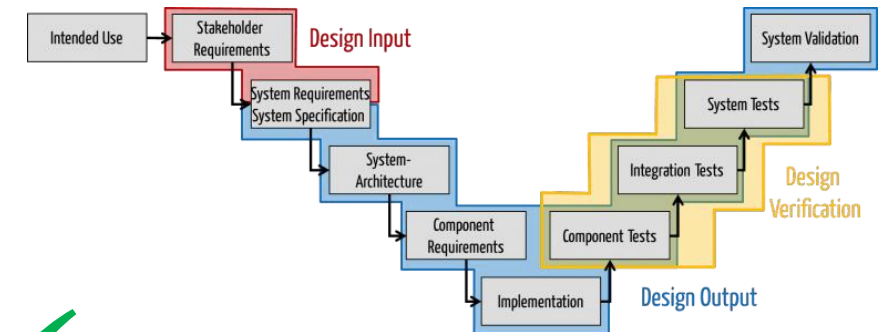 Intended Use
Stakeholder
Requirements
Design Input
System Validation
System Requirements
System Specification
System Tests
System-
Architecture
Integration Tests
Design
Verification
Component
Requirements
Component Tests
Implementation
Design Output